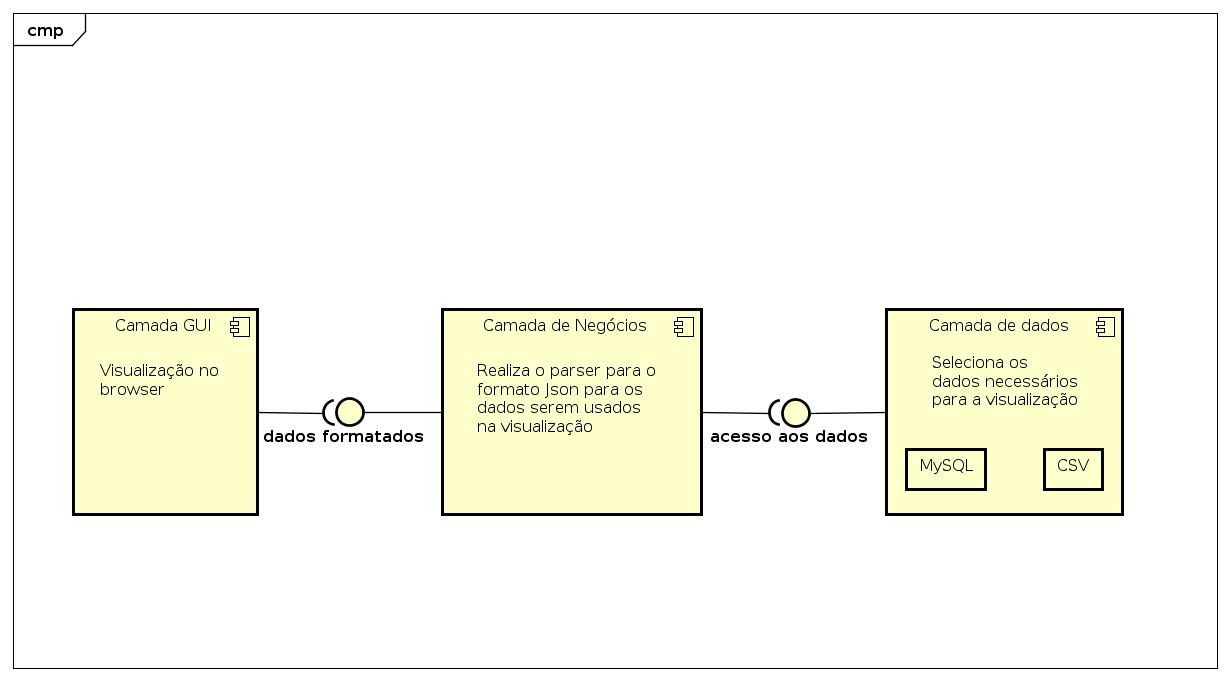 cmp
Camada GUI
Visualização no
browser
dados formatados
Camada de Negócios
Realiza o parser para o
formato Json para os
dados serem usados
na visualização
acesso aos dados
Camada de dados
Seleciona os
dados necessários
para a visualização
MySQL
CSV